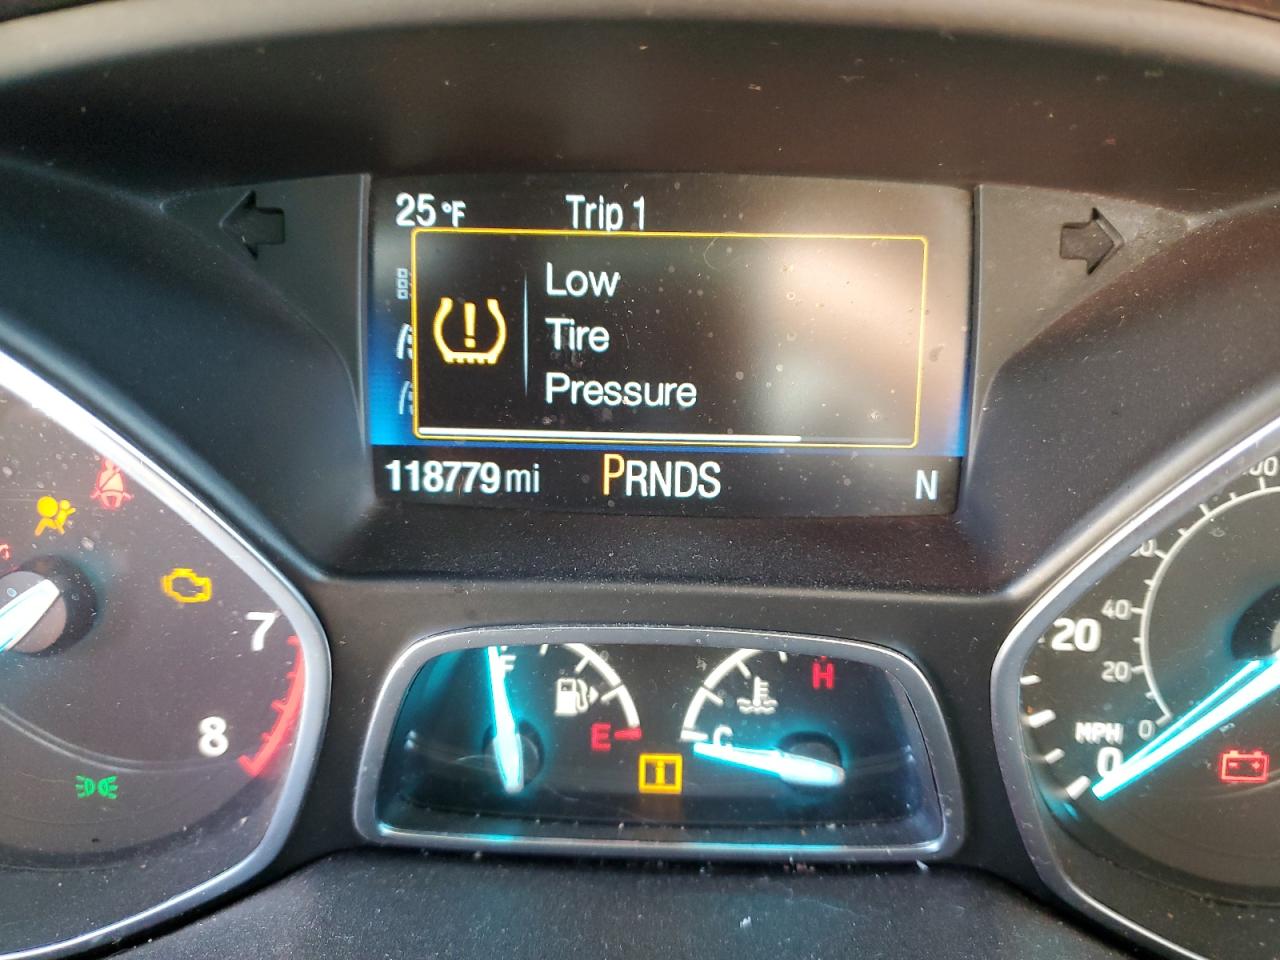 25 °F Trip 1
Low
Tire
Pressure
118779 mi PRNDS N
7
8
F
E
H
C
20
40
20
0
MPH
0